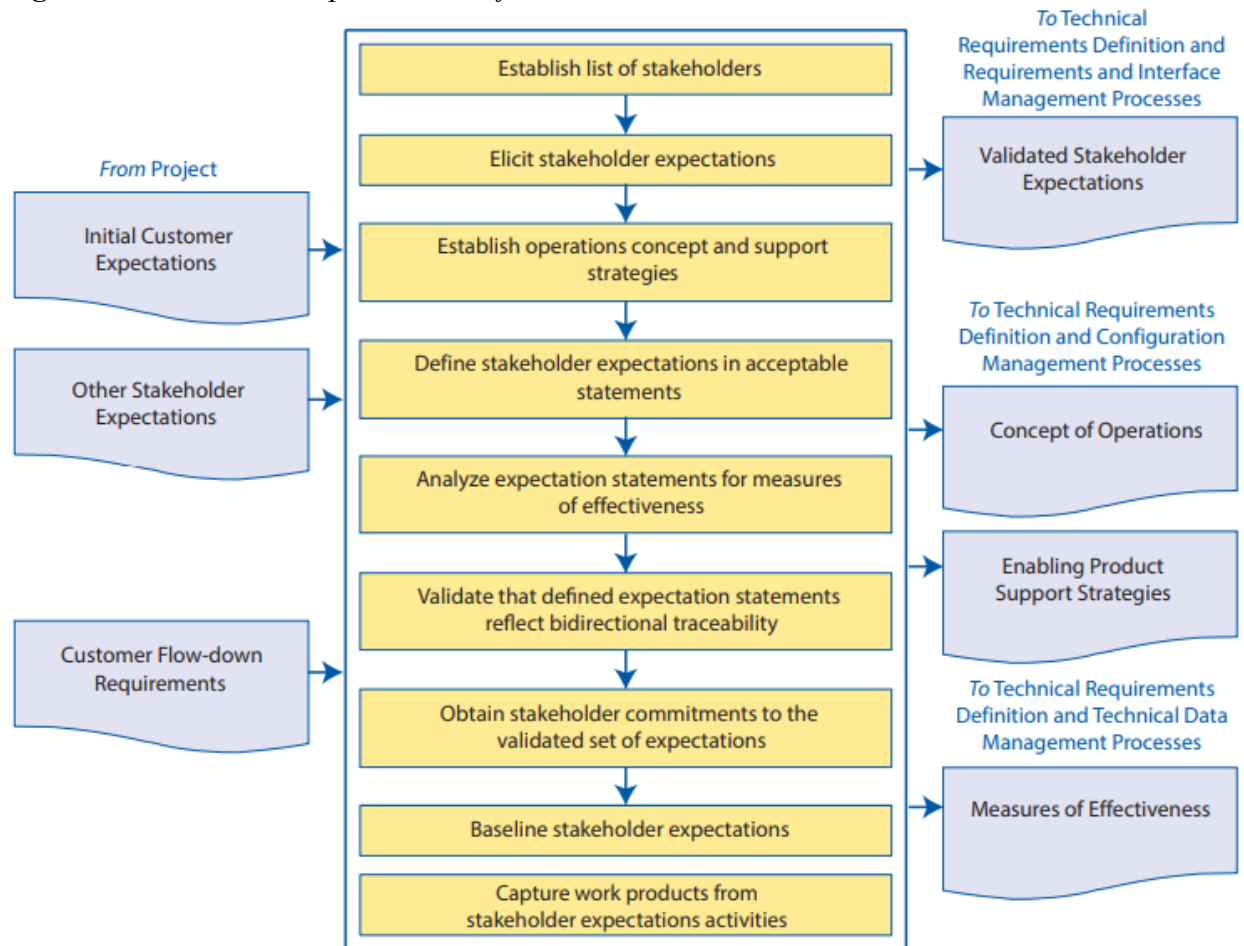 To Technical
Requirements Definition and
Requirements and Interface
Management Processes
Establish list of stakeholders
Elicit stakeholder expectations
Validated Stakeholder
Expectations
From Project
Initial Customer
Expectations
Establish operations concept and support
strategies
To Technical Requirements
Definition and Configuration
Management Processes
Define stakeholder expectations in acceptable
statements
Other Stakeholder
Expectations
Concept of Operations
Analyze expectation statements for measures
of effectiveness
Enabling Product
Support Strategies
Validate that defined expectation statements
reflect bidirectional traceability
Customer Flow-down
Requirements
To Technical Requirements
Definition and Technical Data
Management Processes
Obtain stakeholder commitments to the
validated set of expectations
Measures of Effectiveness
Baseline stakeholder expectations
Capture work products from
stakeholder expectations activities